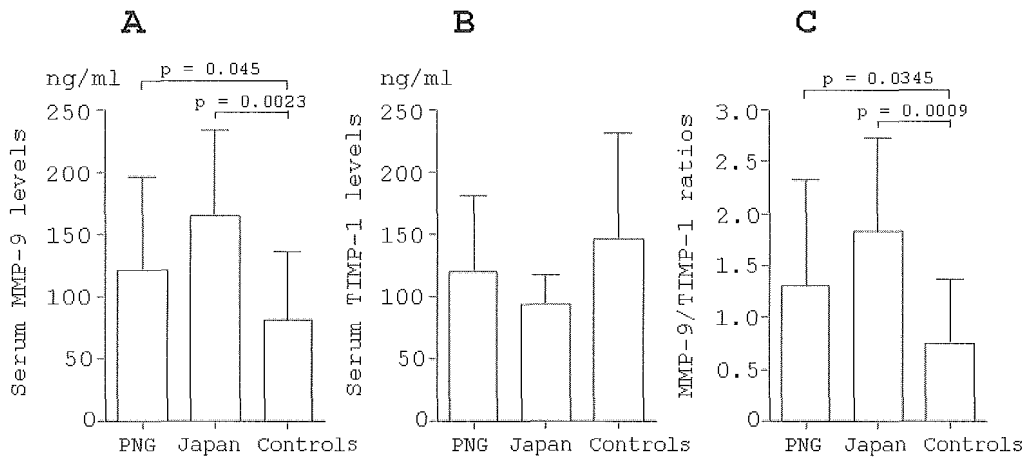 A
ng/ml
p = 0.045
p = 0.0023
250
200
150
100
50
0
Serum MMP-9 levels
PNG Japan Controls
B
ng/ml
250
200
150
100
50
0
Serum TIMP-1 levels
PNG Japan Controls
C
p = 0.0345
p = 0.0009
3.0
2.5
2.0
1.5
1.0
0.5
0
MMP-9/TIMP-1 ratios
PNG Japan Controls